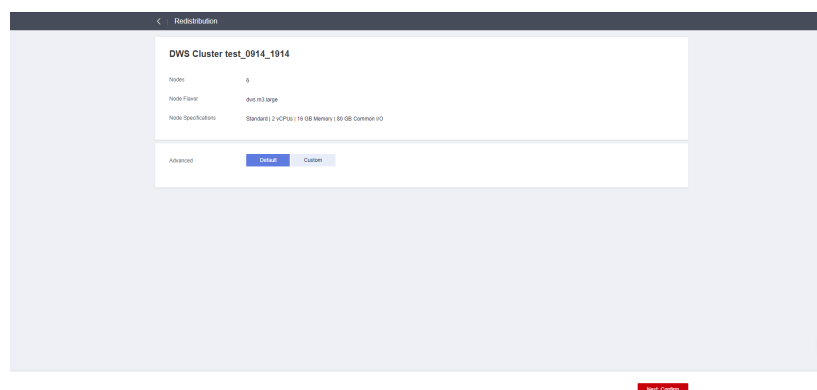 Redistribution
DWS Cluster test_0914_1914
Nodes 6
Node Flavor dws.m3.large
Node Specifications Standard | 2 vCPUs | 16 GB Memory | 80 GB Common I/O
Advanced Default Custom
Next: Confirm